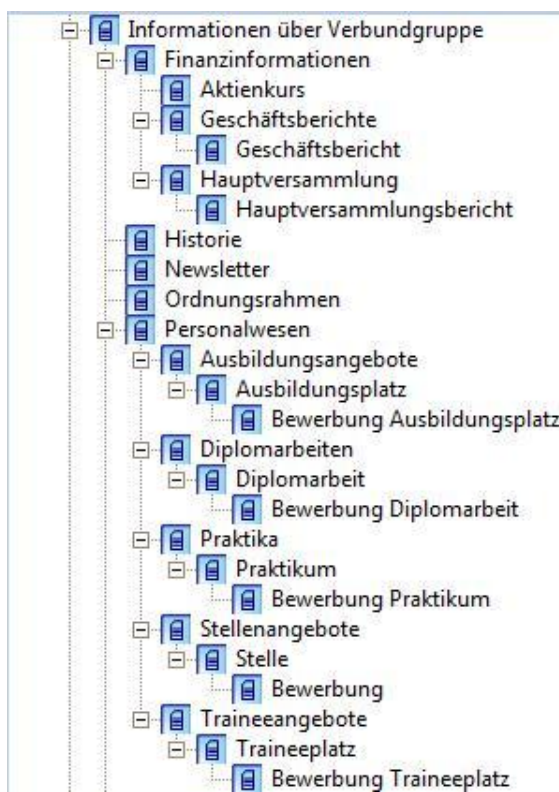 Informationen über Verbundgruppe
Finanzinformationen
Aktienkurs
Geschäftsberichte
Geschäftsbericht
Hauptversammlung
Hauptversammlungsbericht
Historie
Newsletter
Ordnungsrahmen
Personalwesen
Ausbildungsangebote
Ausbildungsplatz
Bewerbung Ausbildungsplatz
Diplomarbeiten
Diplomarbeit
Bewerbung Diplomarbeit
Praktika
Praktikum
Bewerbung Praktikum
Stellenangebote
Stelle
Bewerbung
Traineeangebote
Traineeplatz
Bewerbung Traineeplatz